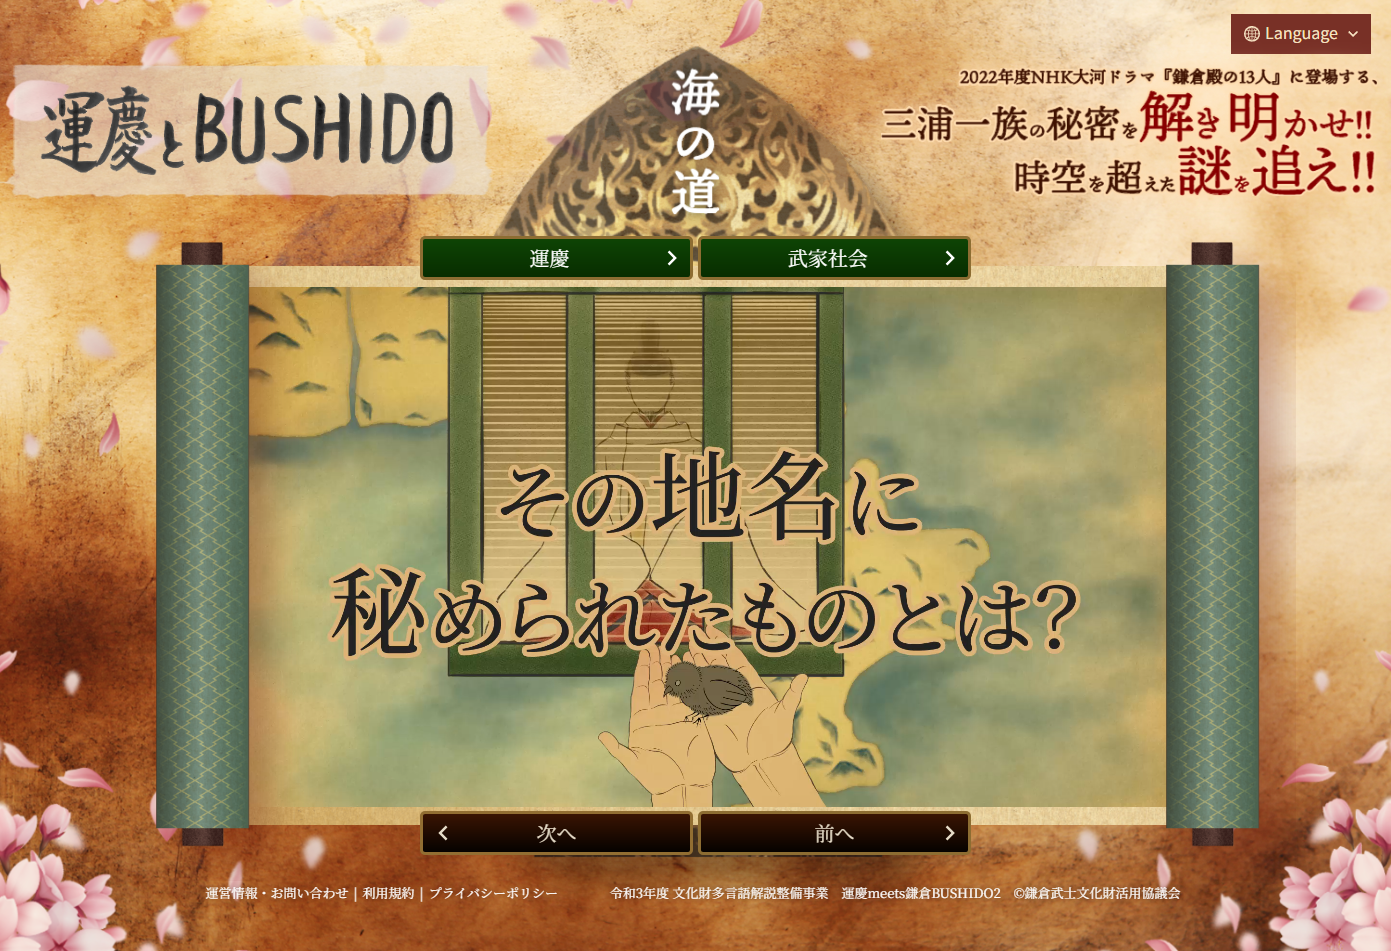 Language
運慶とBUSHIDO
海の道
2022年度NHK大河ドラマ『鎌倉殿の13人』に登場する、
三浦一族の秘密を解き明かせ!!
時空を超えた謎を追え!!
運慶
武家社会
その地名に
秘められたものとは?
次へ
前へ
運営情報・お問い合わせ | 利用規約 | プライバシーポリシー
令和3年度 文化財多言語解説整備事業　運慶meets鎌倉BUSHIDO2　©鎌倉武士文化財活用協議会